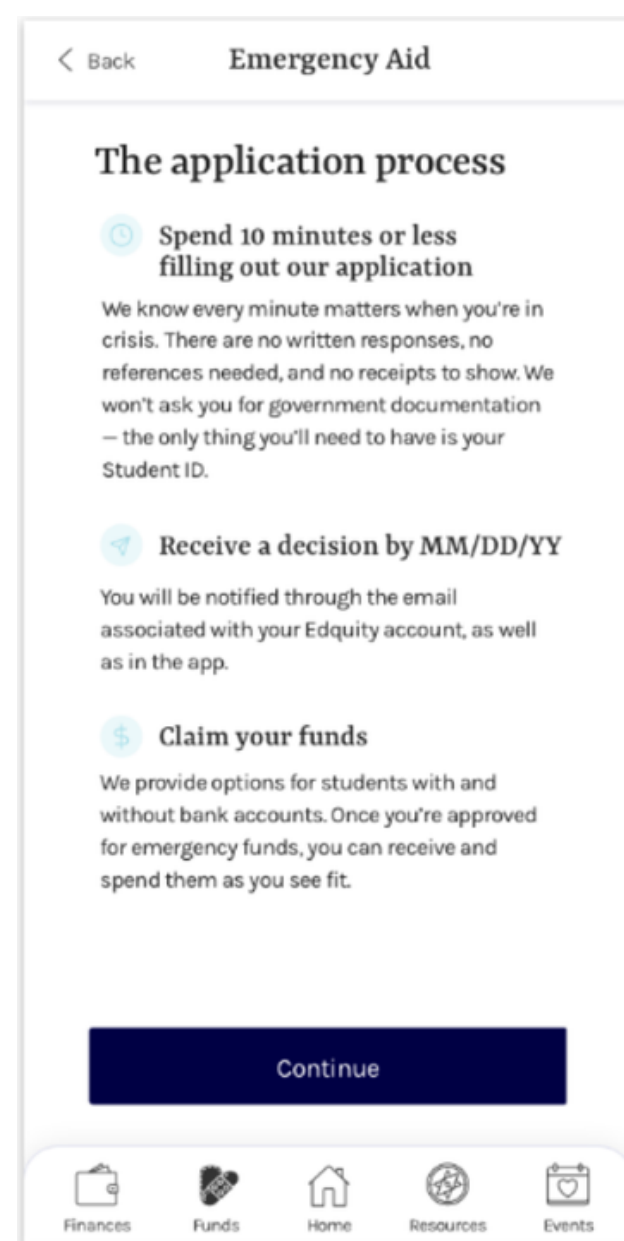 Back Emergency Aid
The application process
Spend 10 minutes or less
filling out our application
We know every minute matters when you're in
crisis. There are no written responses, no
references needed, and no receipts to show. We
won't ask you for government documentation
— the only thing you'll need to have is your
Student ID.
Receive a decision by MM/DD/YY
You will be notified through the email
associated with your Edquity account, as well
as in the app.
$ Claim your funds
We provide options for students with and
without bank accounts. Once you're approved
for emergency funds, you can receive and
spend them as you see fit.
Continue
Finances Funds Home Resources Events